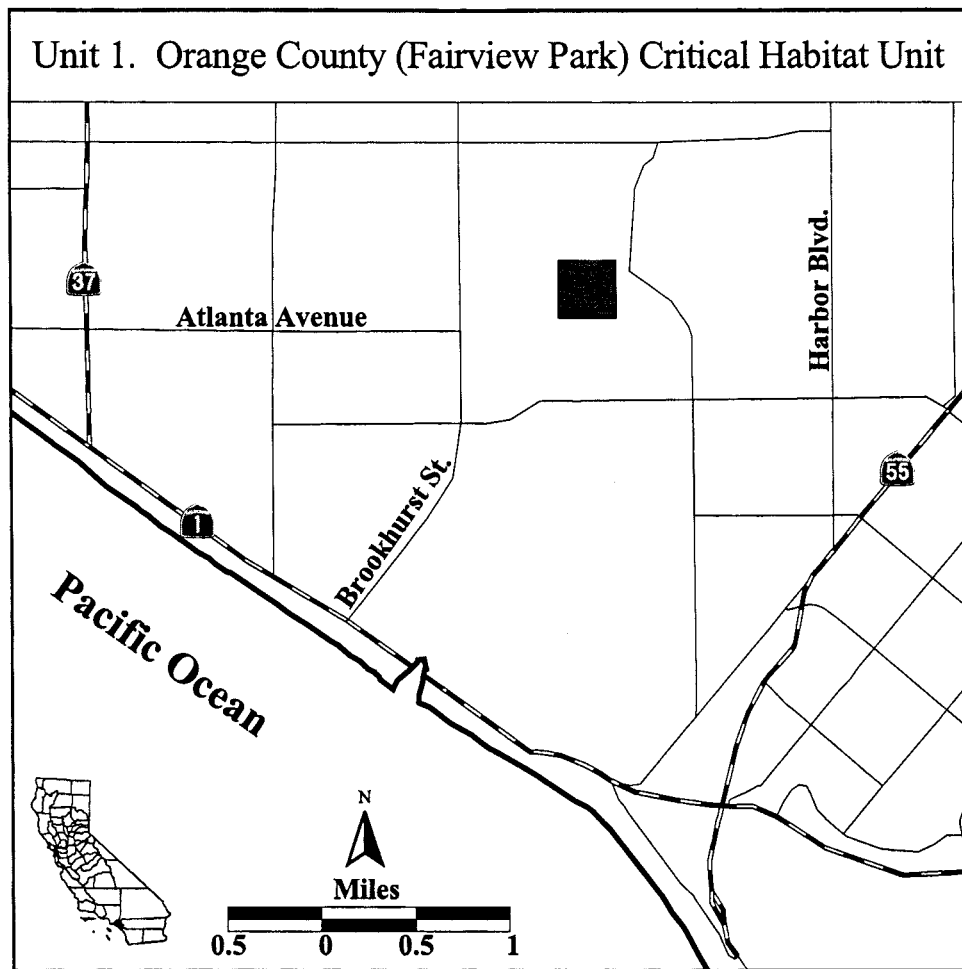 Unit 1. Orange County (Fairview Park) Critical Habitat Unit
37
Atlanta Avenue
Harbor Blvd.
55
1
Brookhurst St.
Pacific Ocean
N
Miles
0.5 0 0.5 1